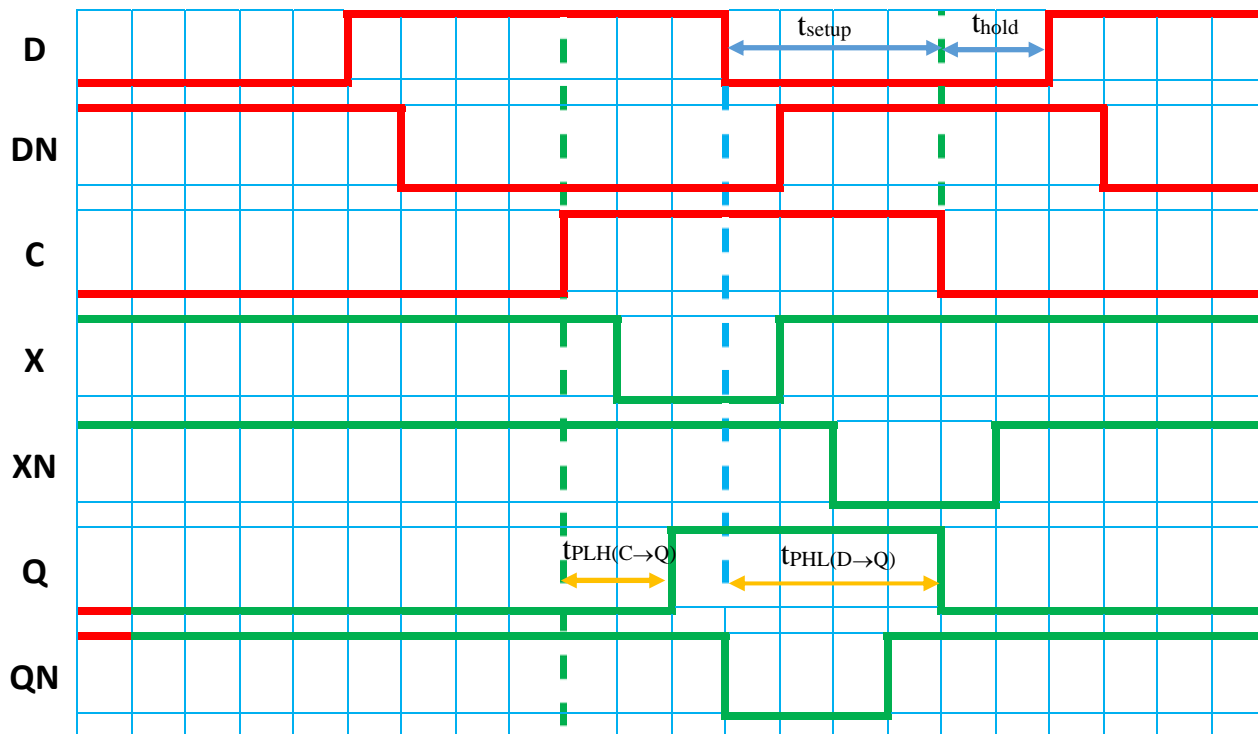 D
tsetup
thold
DN
C
X
XN
Q
tPLH(C→Q)
tPHL(D→Q)
QN